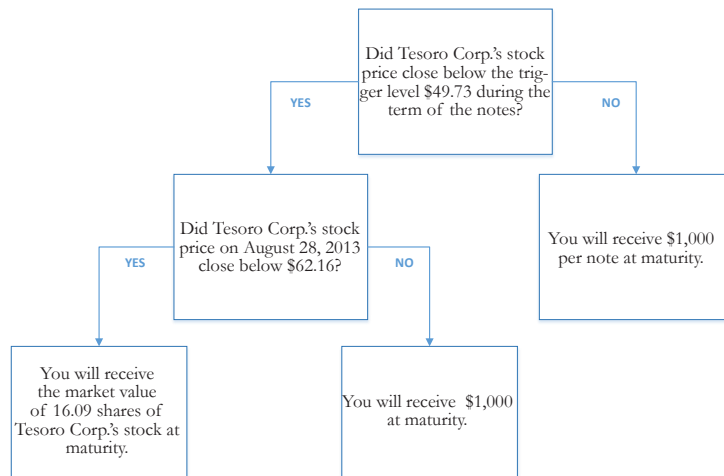 Did Tesoro Corp.'s stock
price close below the trig-
ger level $49.73 during the
term of the notes?
YES
NO
Did Tesoro Corp.'s stock
price on August 28, 2013
close below $62.16?
You will receive $1,000
per note at maturity.
YES
NO
You will receive
the market value
of 16.09 shares of
Tesoro Corp.'s stock at
maturity.
You will receive $1,000
at maturity.